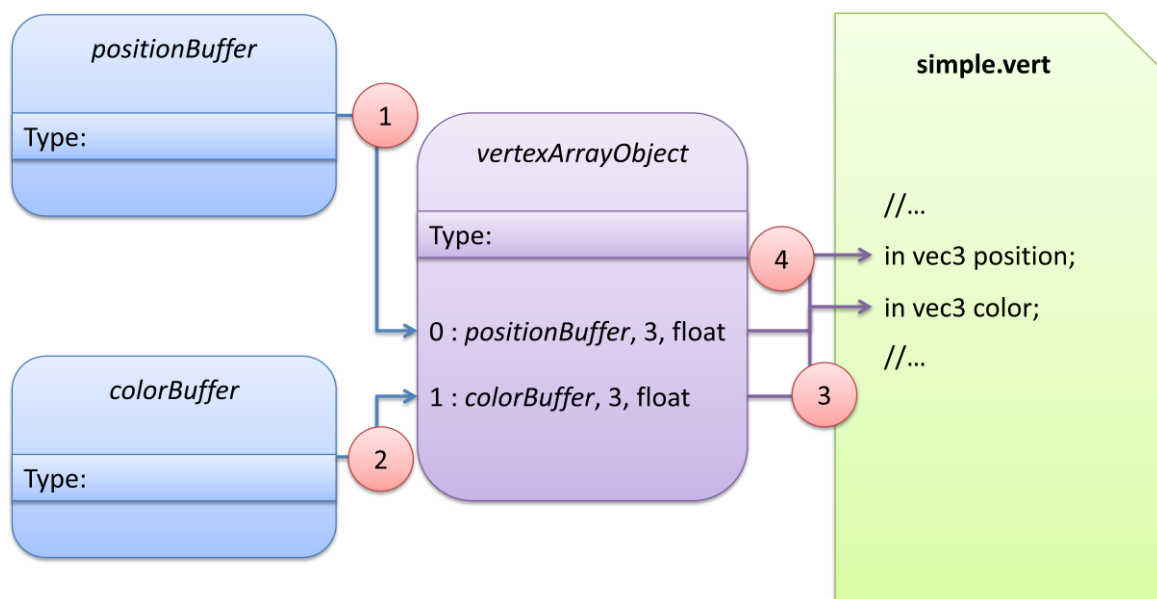 positionBuffer
Type:
1
colorBuffer
Type:
2
vertexArrayObject
Type:
0 : positionBuffer, 3, float
1 : colorBuffer, 3, float
4
3
simple.vert
//…
in vec3 position;
in vec3 color;
//…